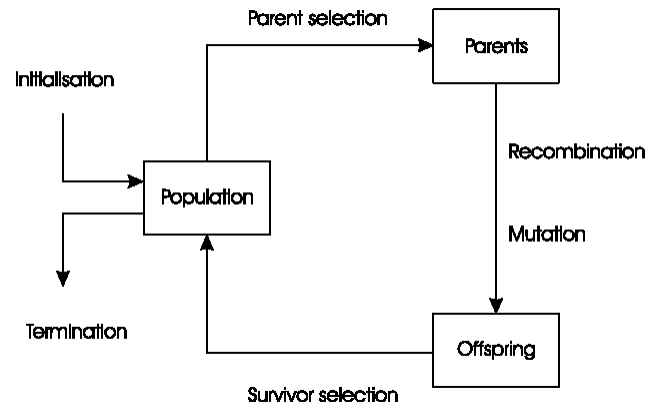 Parent selection
Parents
Initialisation
Recombination
Population
Mutation
Termination
Offspring
Survivor selection